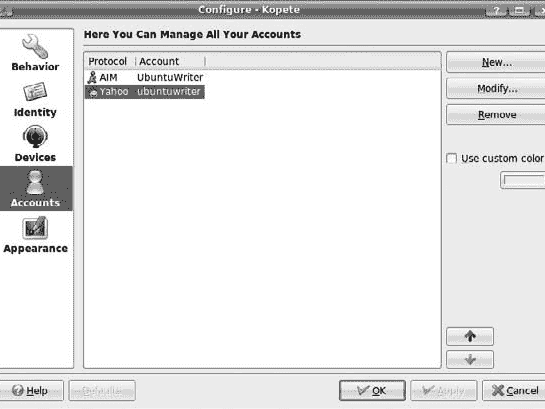 Configure - Kopete
Behavior
Identity
Devices
Accounts
Appearance
Here You Can Manage All Your Accounts
Protocol Account
AIM UbuntuWriter
Yahoo ubuntuwriter
New...
Modify...
Remove
Use custom color
Help
Defaults
OK
Apply
Cancel